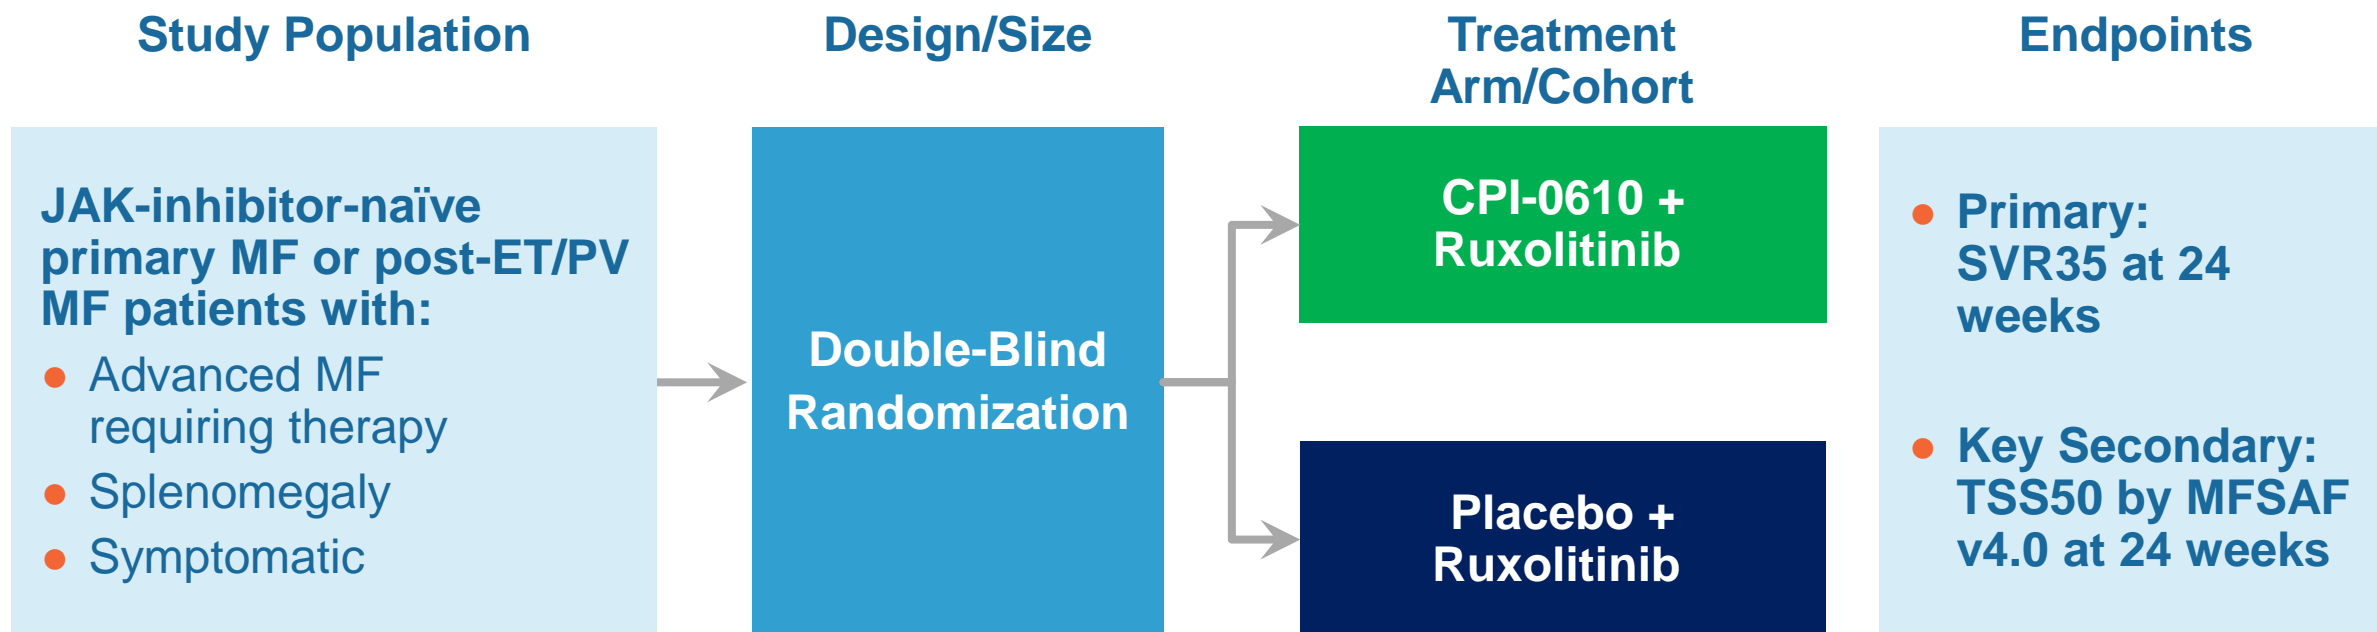 Study Population
JAK-inhibitor-naïve
primary MF or post-ET/PV
MF patients with:
● Advanced MF
requiring therapy
● Splenomegaly
● Symptomatic
Design/Size
Double-Blind
Randomization
Treatment
Arm/Cohort
CPI-0610 +
Ruxolitinib
Placebo +
Ruxolitinib
Endpoints
● Primary:
SVR35 at 24
weeks
● Key Secondary:
TSS50 by MFSAF
v4.0 at 24 weeks